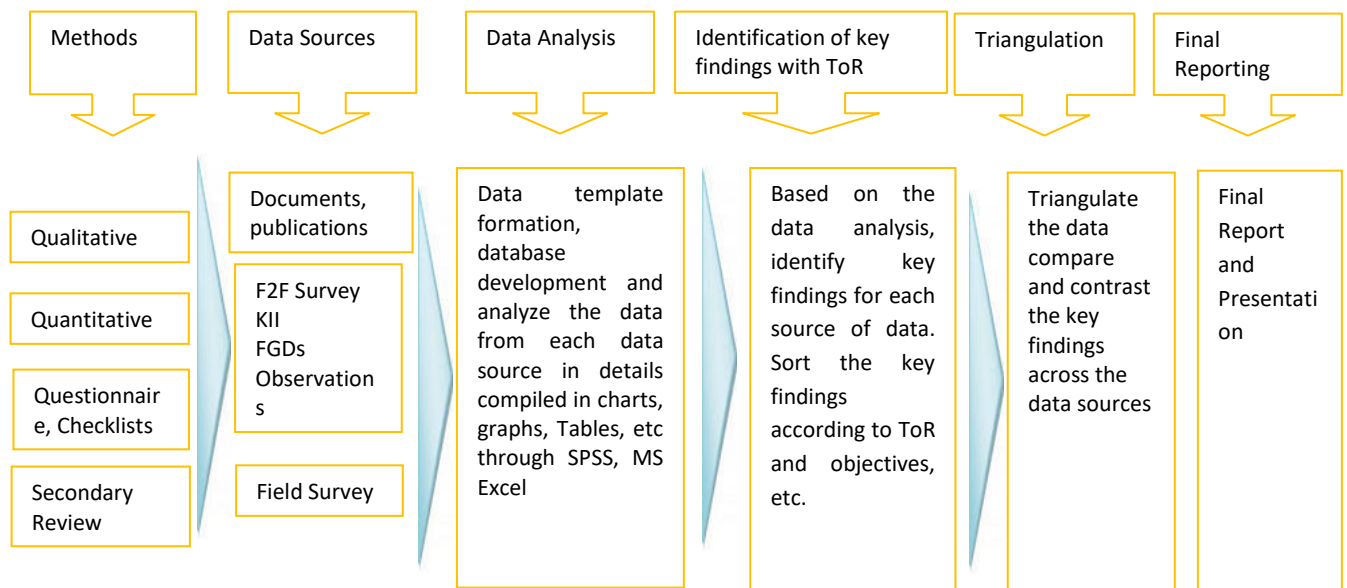 Methods
Data Sources
Data Analysis
Identification of key
findings with ToR
Triangulation
Final
Reporting
Qualitative
Quantitative
Questionnair
e, Checklists
Secondary
Review
Documents,
publications
F2F Survey
KII
FGDs
Observation
s
Field Survey
Data template
formation,
database
development and
analyze the data
from each data
source in details
compiled in charts,
graphs, Tables, etc
through SPSS, MS
Excel
Based on the
data analysis,
identify key
findings for each
source of data.
Sort the key
findings
according to ToR
and objectives,
etc.
Triangulate
the data
compare
and contrast
the key
findings
across the
data sources
Final
Report
and
Presentati
on